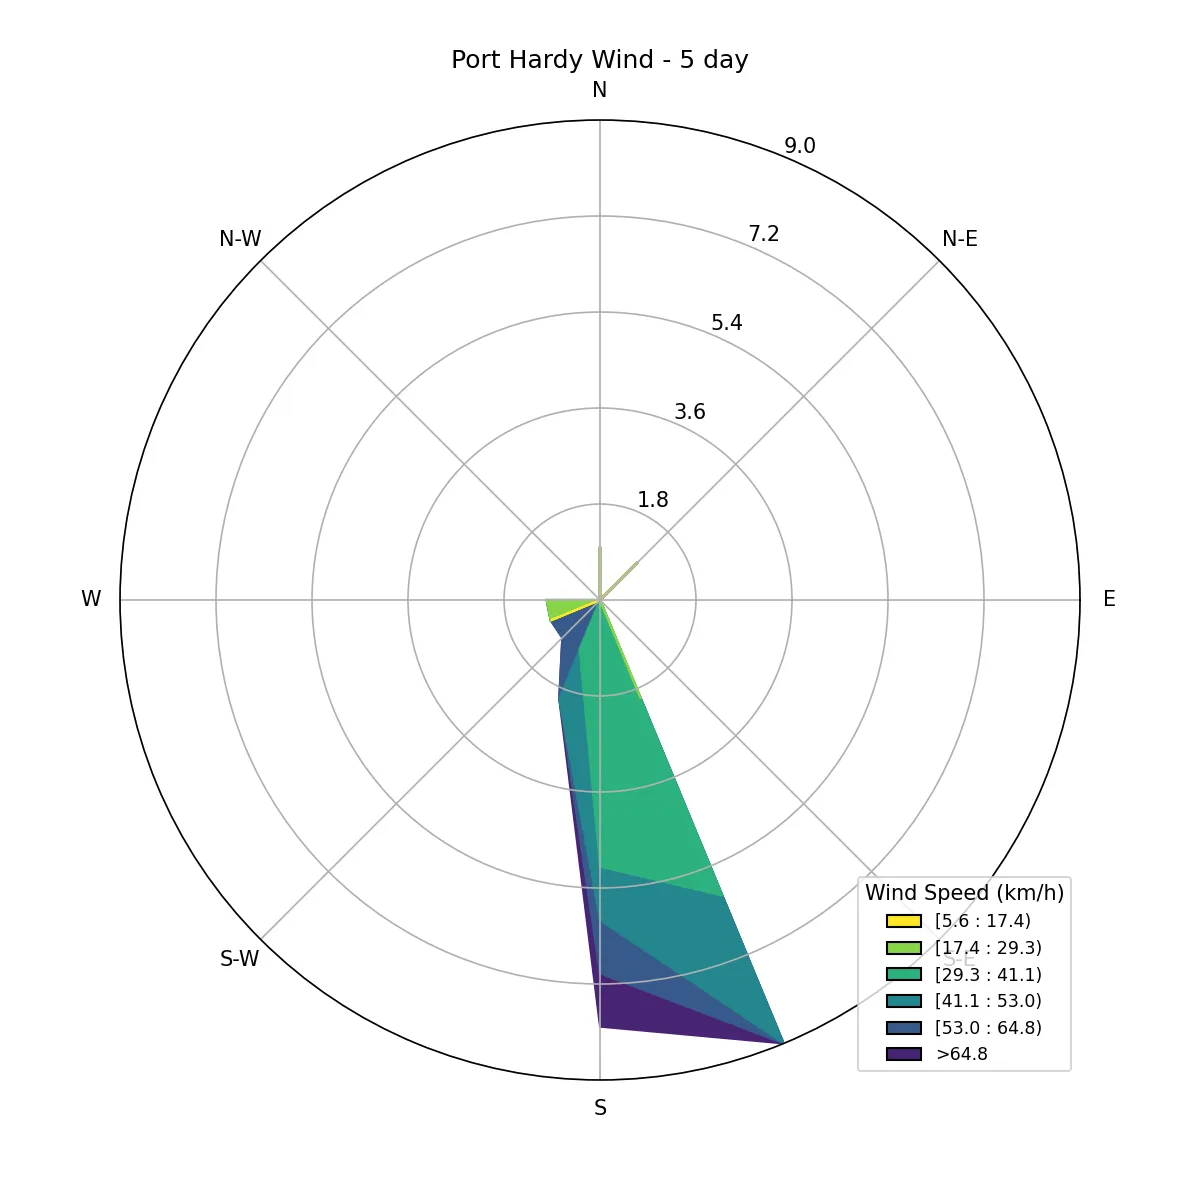 Port Hardy Wind - 5 day
N
9.0
N-W
N-E
7.2
5.4
3.6
1.8
W
E
Wind Speed (km/h)
[5.6 : 17.4)
[17.4 : 29.3)
S-W
S-E
[29.3 : 41.1)
[41.1 : 53.0)
[53.0 : 64.8)
>64.8
S